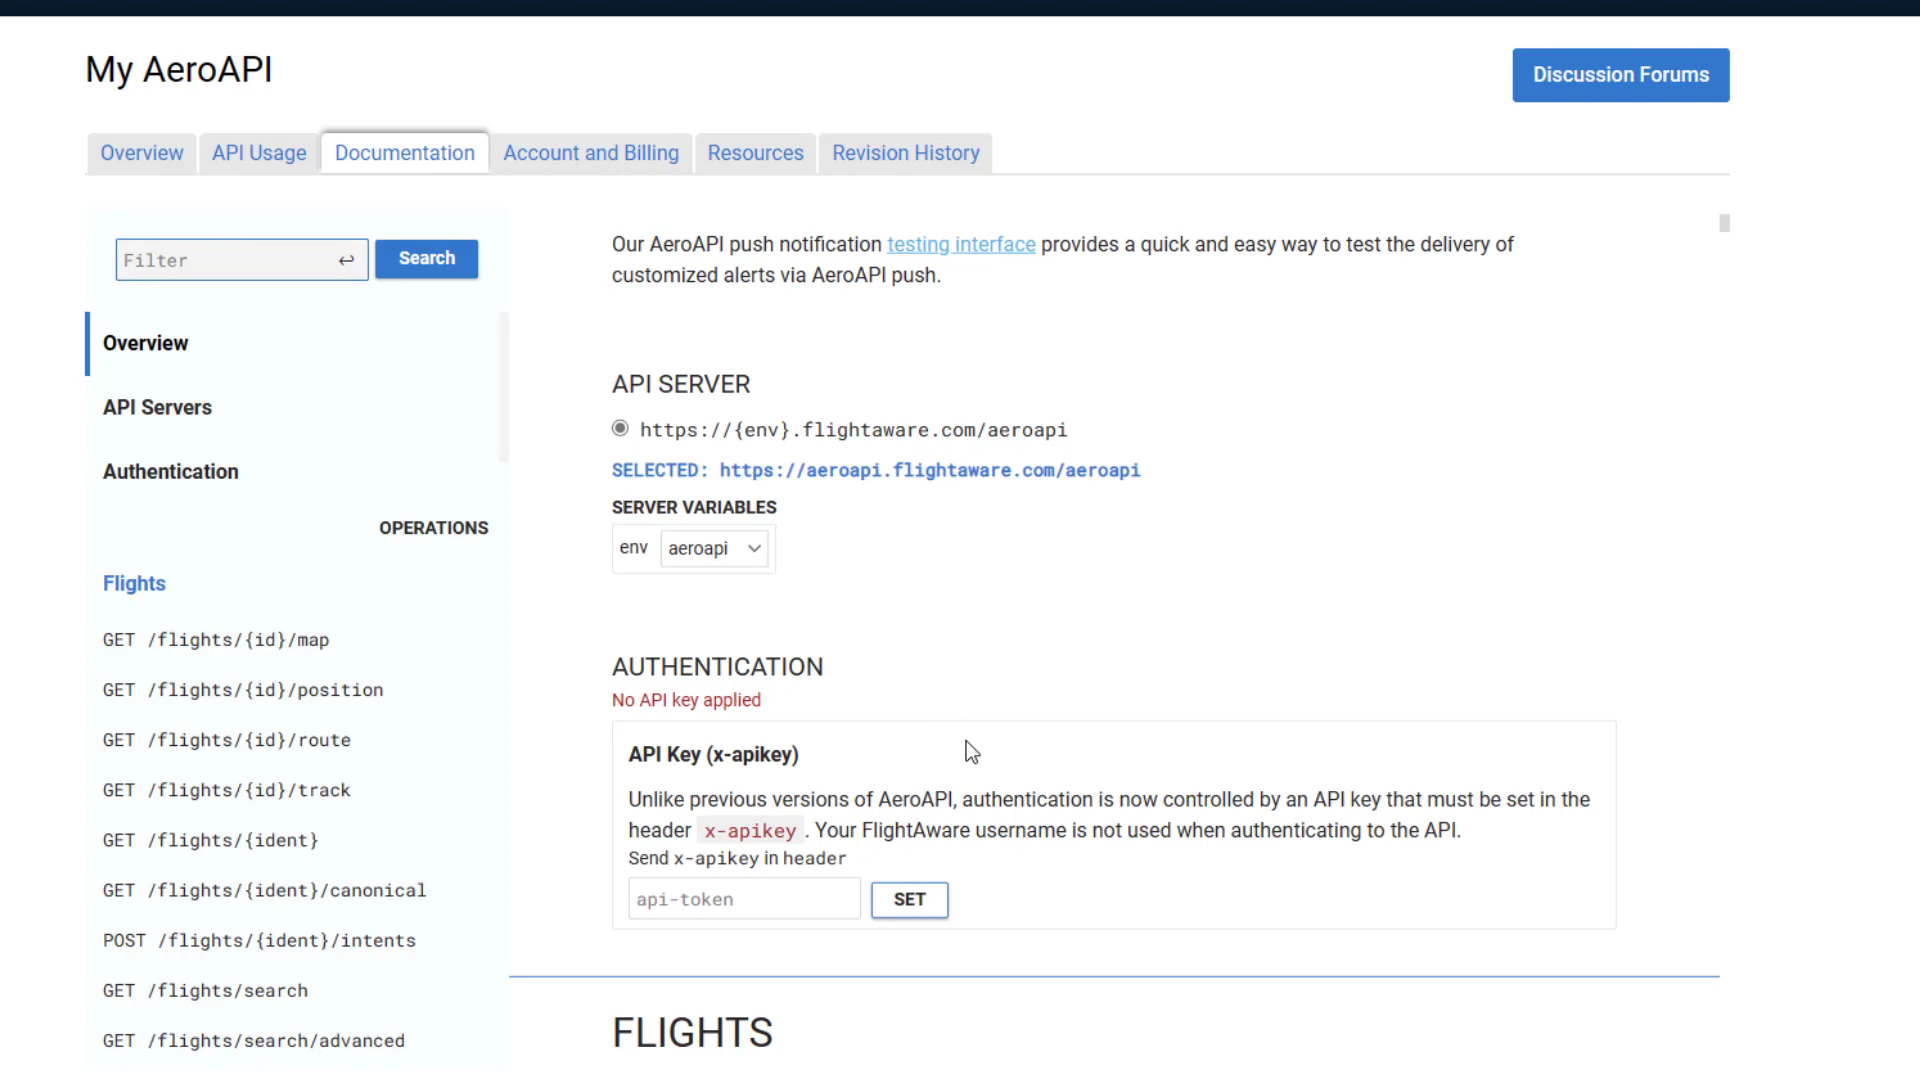 My AeroAPI
Discussion Forums
Overview
API Usage
Documentation
Account and Billing
Resources
Revision History
Filter
Search
Overview
API Servers
Authentication
OPERATIONS
Flights
GET /flights/{id}/map
GET /flights/{id}/position
GET /flights/{id}/route
GET /flights/{id}/track
GET /flights/{ident}
GET /flights/{ident}/canonical
POST /flights/{ident}/intents
GET /flights/search
GET /flights/search/advanced
Our AeroAPI push notification testing interface provides a quick and easy way to test the delivery of
customized alerts via AeroAPI push.
API SERVER
https://{env}.flightaware.com/aeroapi
SELECTED: https://aeroapi.flightaware.com/aeroapi
SERVER VARIABLES
env aeroapi
AUTHENTICATION
No API key applied
API Key (x-apikey)
Unlike previous versions of AeroAPI, authentication is now controlled by an API key that must be set in the
header x-apikey . Your FlightAware username is not used when authenticating to the API.
Send x-apikey in header
api-token
SET
FLIGHTS